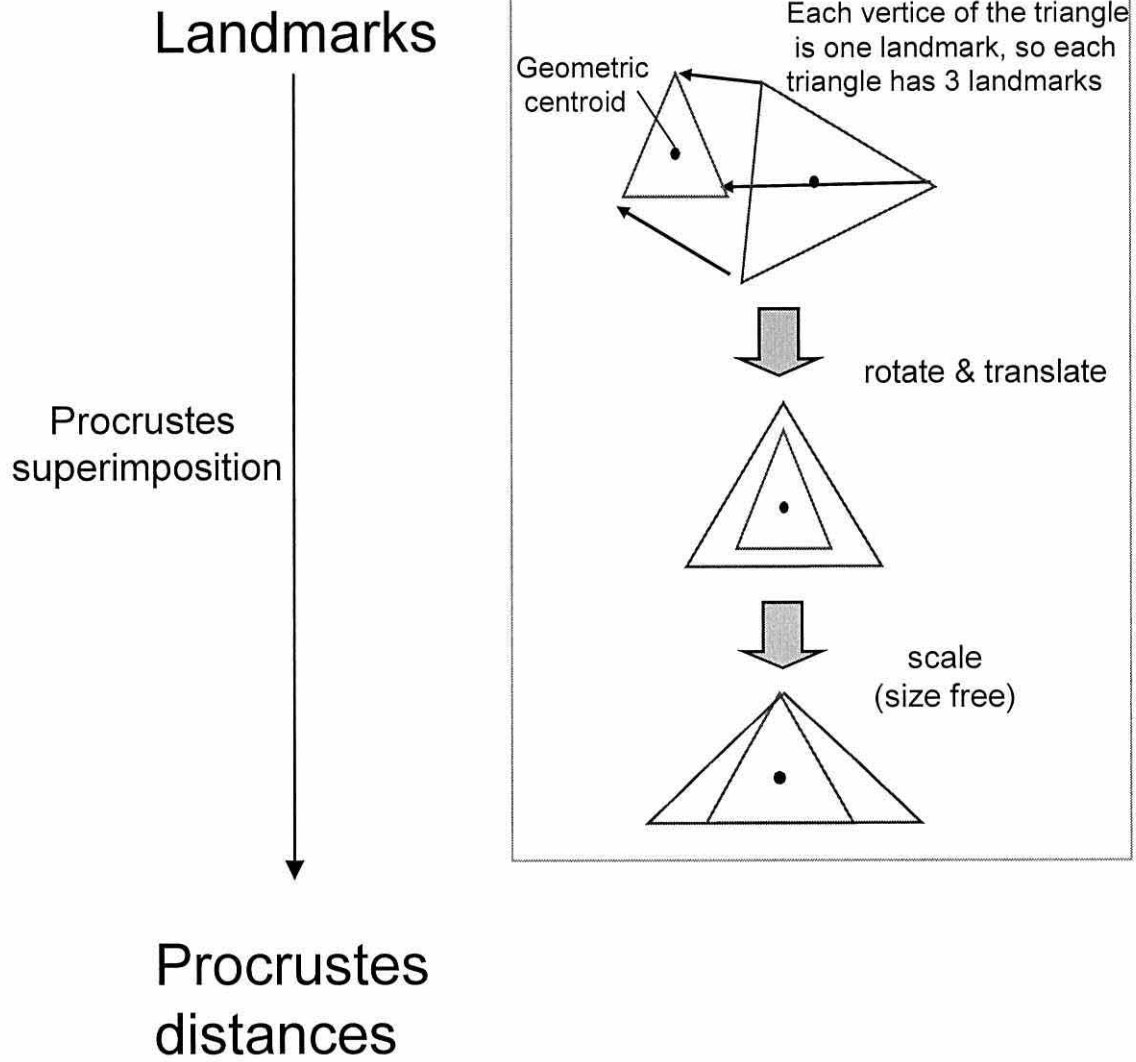 Landmarks
Procrustes
superimposition
Procrustes
distances
Each vertice of the triangle
is one landmark, so each
triangle has 3 landmarks
Geometric
centroid
rotate & translate
scale
(size free)